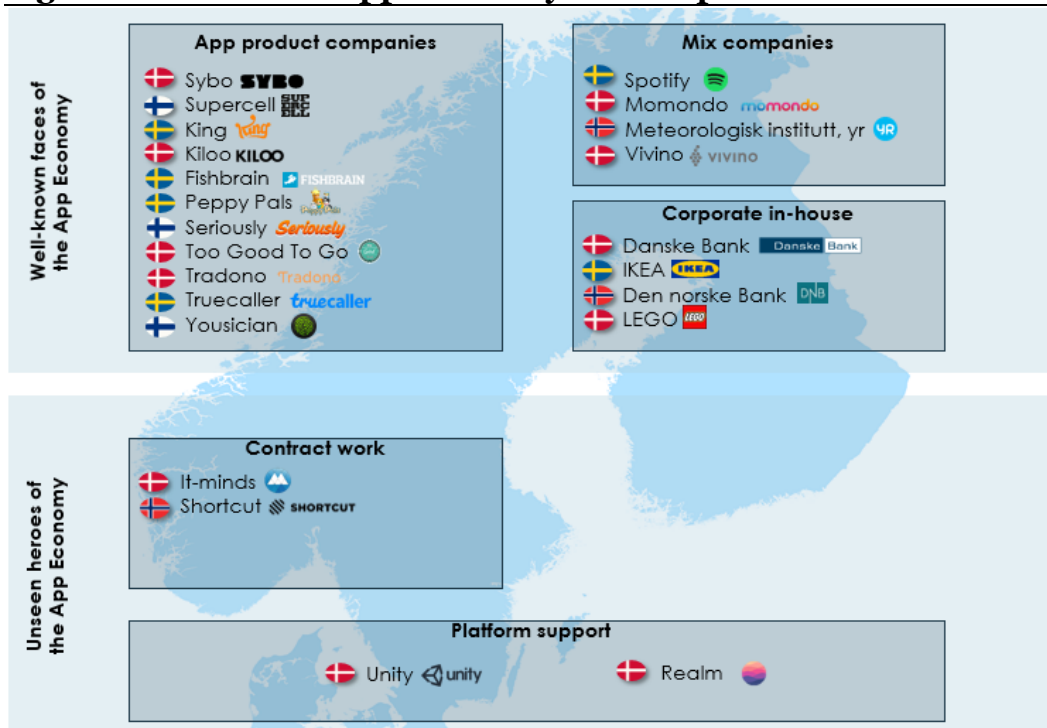 Well-known faces of
the App Economy
App product companies
Sybo SYBO
Supercell SUPERCELL
King King
Kiloo KILOO
Fishbrain FISHBRAIN
Peppy Pals
Seriously Seriously
Too Good To Go
Tradono Tradono
Truecaller truecaller
Yousician
Mix companies
Spotify
Momondo momondo
Meteorologisk institutt, yr YR
Vivino VIVINO
Corporate in-house
Danske Bank Danske Bank
IKEA IKEA
Den norske Bank DNB
LEGO LEGO
Unseen heroes of
the App Economy
Contract work
It-minds
Shortcut SHORTCUT
Platform support
Unity unity
Realm